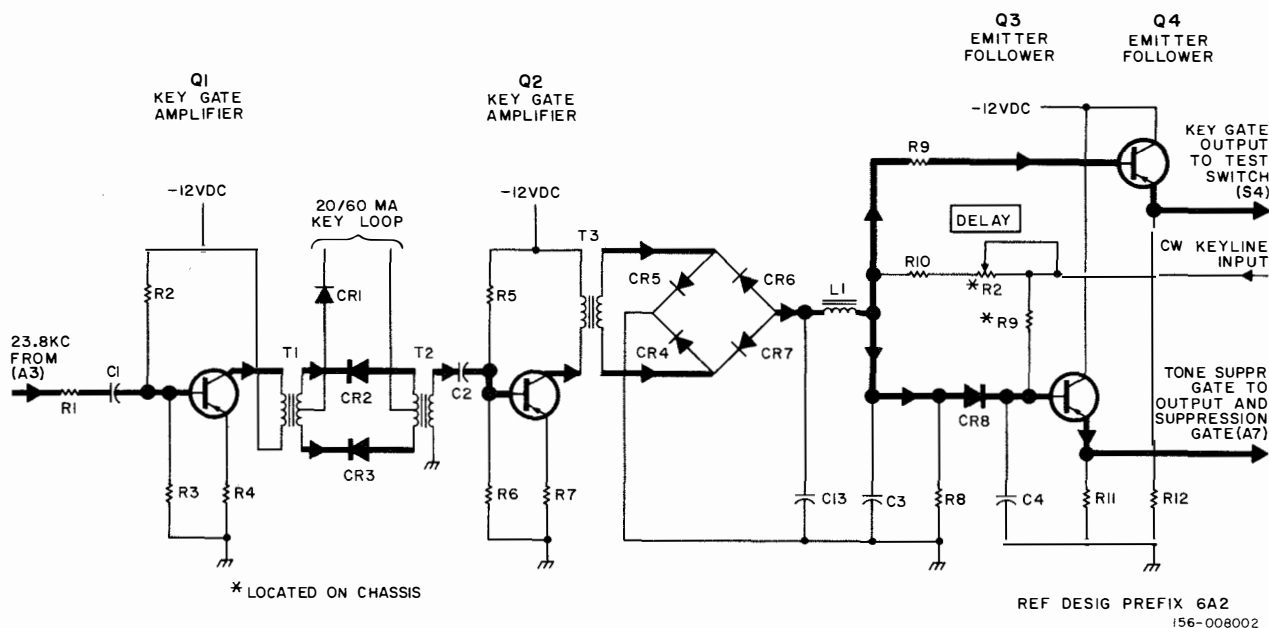 Q1
KEY GATE
AMPLIFIER
Q2
KEY GATE
AMPLIFIER
Q3
EMITTER
FOLLOWER
Q4
EMITTER
FOLLOWER
-12VDC
-12VDC
-12VDC
20/60 MA
KEY LOOP
KEY GATE
OUTPUT
TO TEST
SWITCH
(S4)
DELAY
CW KEYLINE
INPUT
TONE SUPPR
GATE TO
OUTPUT AND
SUPPRESSION
GATE (A7)
23.8KC
FROM
(A3)
R1
C1
R2
R3
R4
T1
CR1
CR2
CR3
T2
C2
R5
R6
R7
T3
CR5
CR6
CR4
CR7
L1
C13
C3
R8
R9
R10
*R2
*R9
CR8
C4
R11
R12
* LOCATED ON CHASSIS
REF DESIG PREFIX 6A2
156-008002